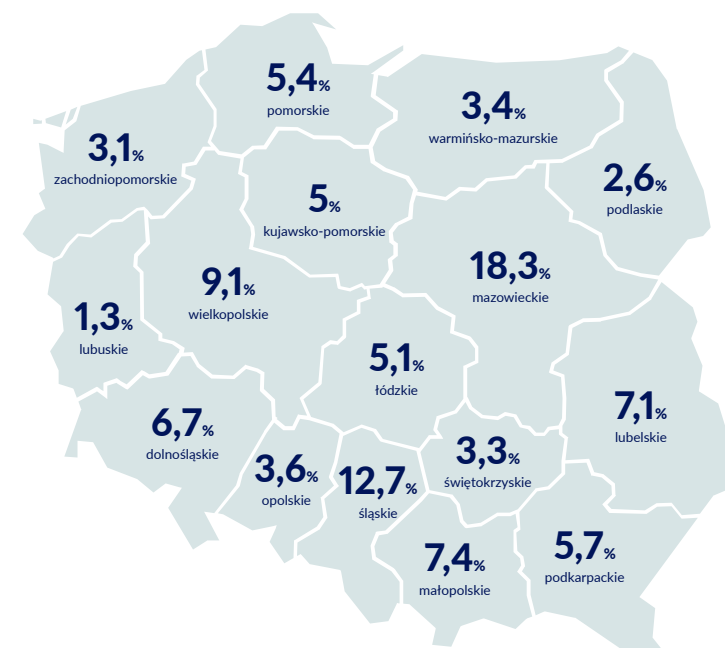 5,4%
pomorskie
3,4%
warmińsko-mazurskie
3,1%
zachodniopomorskie
2,6%
podlaskie
5%
kujawsko-pomorskie
18,3%
mazowieckie
9,1%
wielkopolskie
1,3%
lubuskie
5,1%
łódzkie
7,1%
lubelskie
6,7%
dolnośląskie
3,3%
świętokrzyskie
3,6%
opolskie
12,7%
śląskie
7,4%
małopolskie
5,7%
podkarpackie